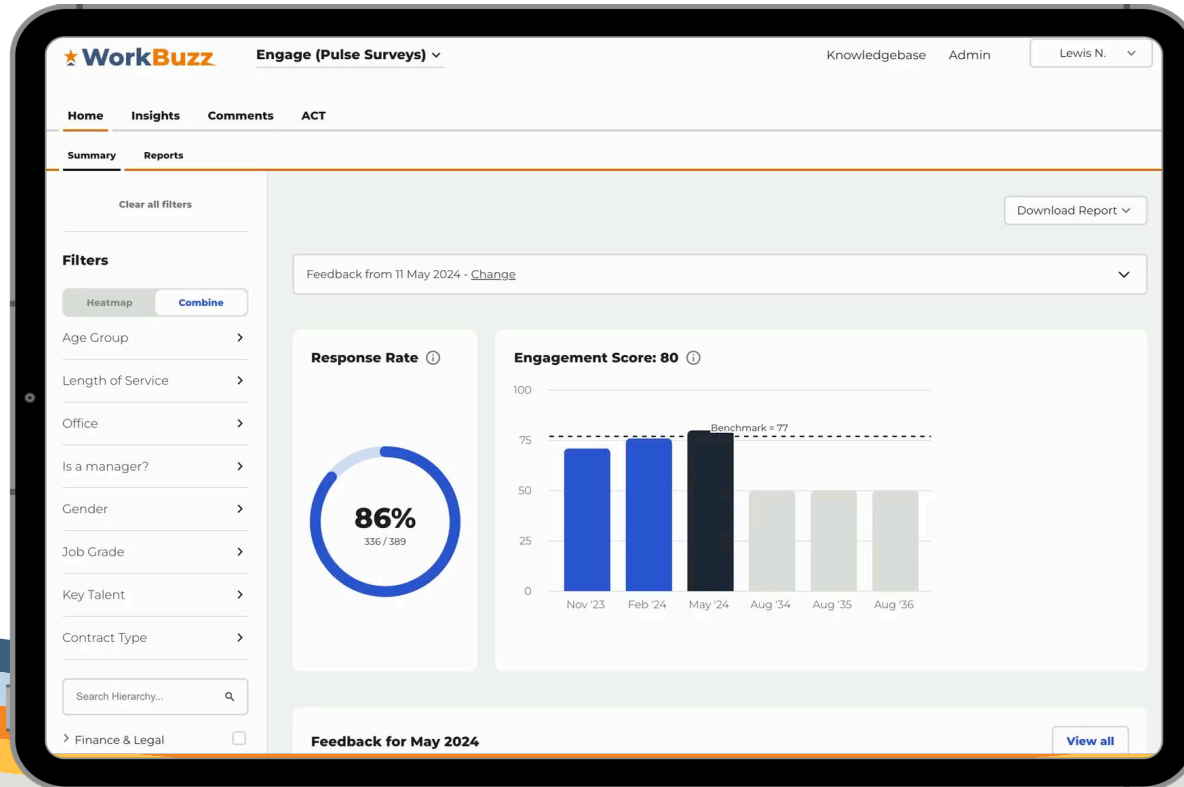 WorkBuzz
Engage (Pulse Surveys)
Knowledgebase
Admin
Lewis N.
Home
Insights
Comments
ACT
Summary
Reports
Clear all filters
Download Report
Filters
Feedback from 11 May 2024 - Change
Heatmap
Combine
Age Group
Length of Service
Office
Is a manager?
Gender
Job Grade
Key Talent
Contract Type
Search Hierarchy...
Finance & Legal
Response Rate
86%
336 / 389
Engagement Score: 80
100
75
50
25
0
Benchmark = 77
Nov '23
Feb '24
May '24
Aug '34
Aug '35
Aug '36
Feedback for May 2024
View all